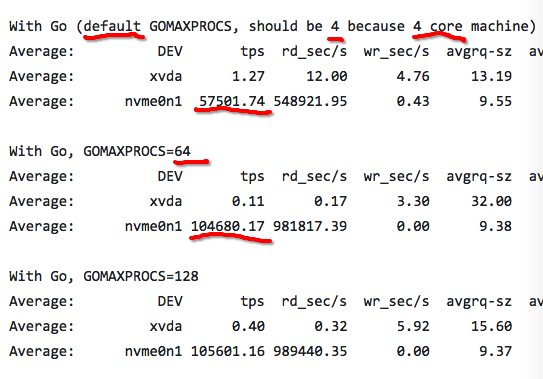 With Go (default GOMAXPROCS, should be 4 because 4 core machine)
Average: DEV tps rd_sec/s wr_sec/s avgrq-sz av
Average: xvda 1.27 12.00 4.76 13.19
Average: nvme0n1 57501.74 548921.95 0.43 9.55
With Go, GOMAXPROCS=64
Average: DEV tps rd_sec/s wr_sec/s avgrq-sz av
Average: xvda 0.11 0.17 3.30 32.00
Average: nvme0n1 104680.17 981817.39 0.00 9.38
With Go, GOMAXPROCS=128
Average: DEV tps rd_sec/s wr_sec/s avgrq-sz av
Average: xvda 0.40 0.32 5.92 15.60
Average: nvme0n1 105601.16 989440.35 0.00 9.37